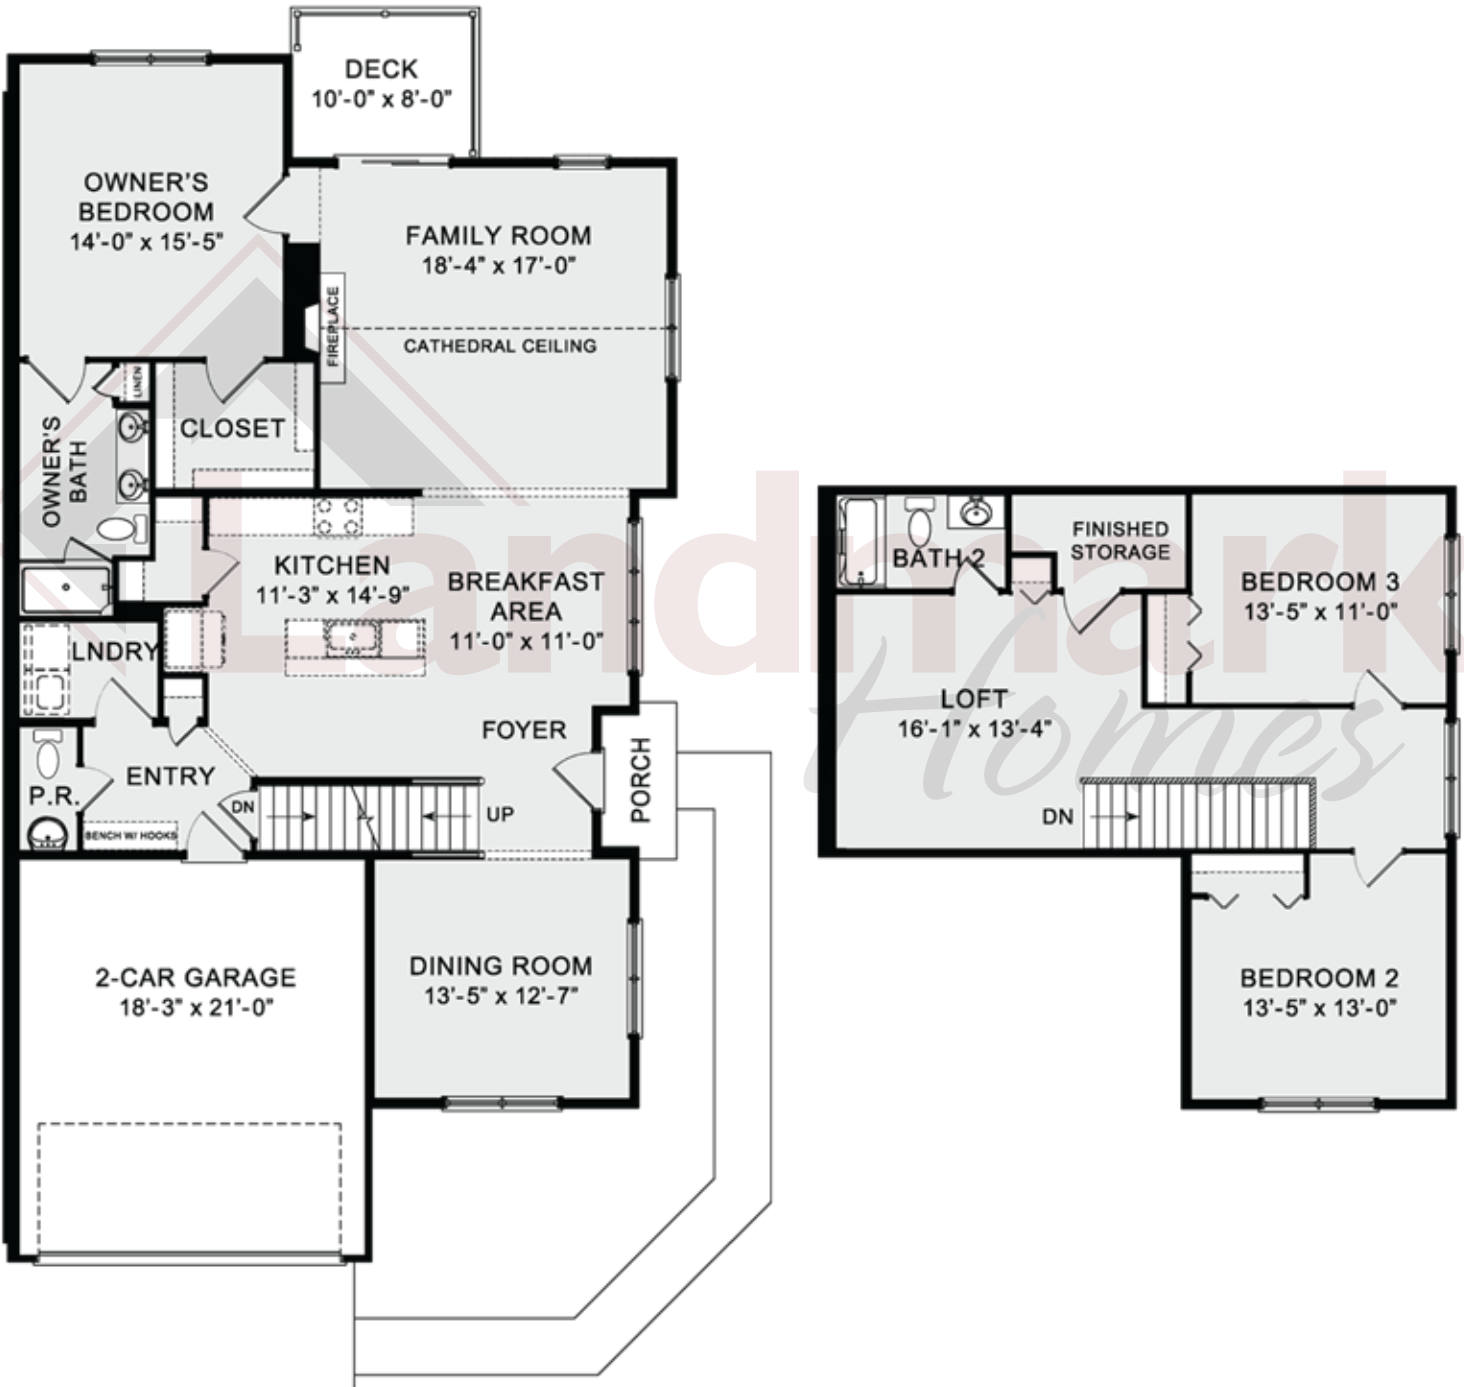 DECK
10'-0" x 8'-0"
OWNER'S
BEDROOM
14'-0" x 15'-5"
FAMILY ROOM
18'-4" x 17'-0"
FIREPLACE
CATHEDRAL CEILING
LINEN
CLOSET
OWNER'S
BATH
KITCHEN
11'-3" x 14'-9"
BREAKFAST
AREA
11'-0" x 11'-0"
LNDRY
FOYER
PORCH
ENTRY
P.R.
DN
UP
BENCH W/ HOOKS
2-CAR GARAGE
18'-3" x 21'-0"
DINING ROOM
13'-5" x 12'-7"
BATH 2
FINISHED
STORAGE
BEDROOM 3
13'-5" x 11'-0"
LOFT
16'-1" x 13'-4"
DN
BEDROOM 2
13'-5" x 13'-0"
Landmark
Homes